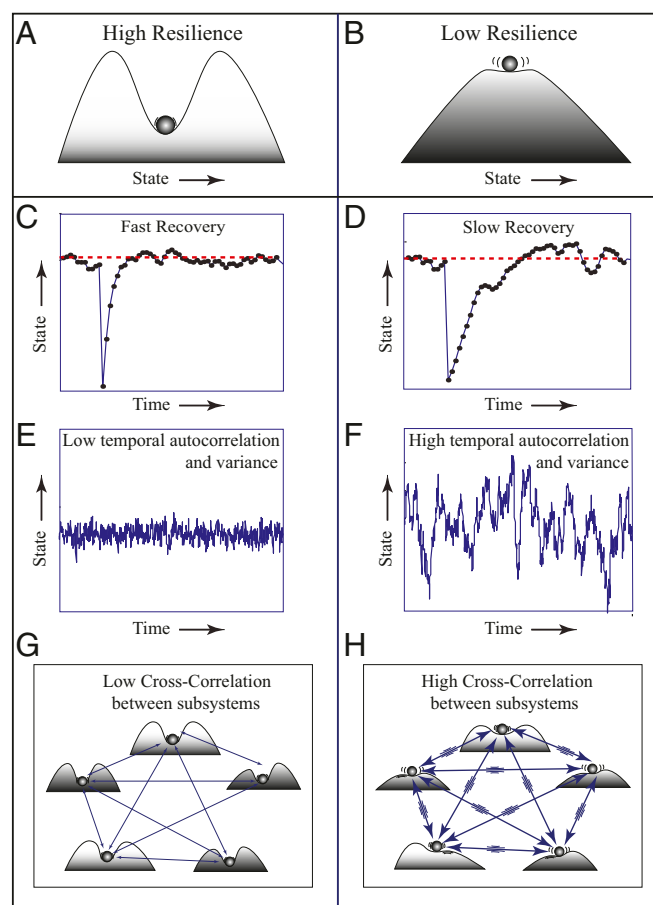 A
High Resilience
State
B
Low Resilience
State
C
Fast Recovery
State
Time
D
Slow Recovery
State
Time
E
Low temporal autocorrelation
and variance
State
Time
F
High temporal autocorrelation
and variance
State
Time
G
Low Cross-Correlation
between subsystems
H
High Cross-Correlation
between subsystems